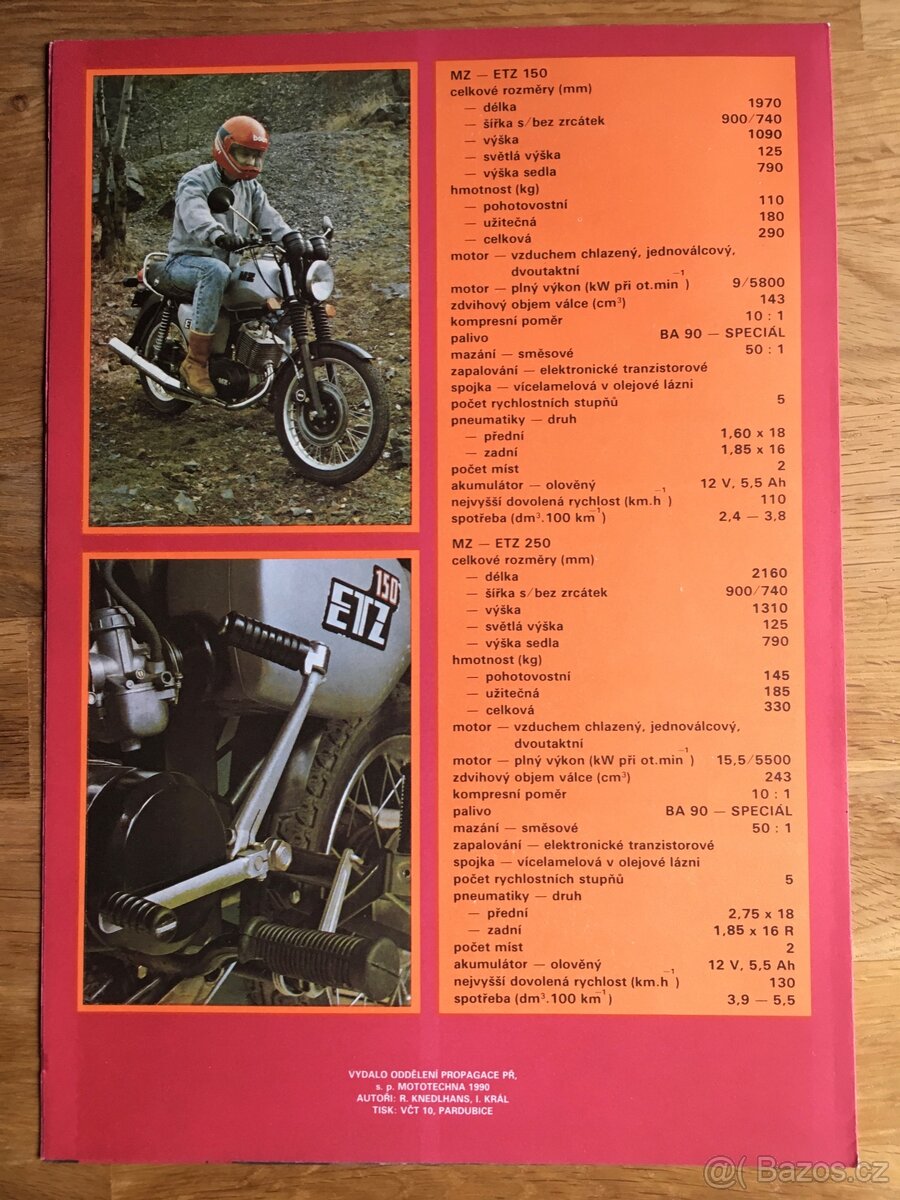 MZ — ETZ 150
celkové rozměry (mm)
— délka 1970
— šířka s/bez zrcátek 900/740
— výška 1090
— světlá výška 125
— výška sedla 790
hmotnost (kg)
— pohotovostní 110
— užitečná 180
— celková 290
motor — vzduchem chlazený, jednoválcový,
dvoutaktní
motor — plný výkon (kW při ot.min⁻¹) 9/5800
zdvihový objem válce (cm³) 143
kompresní poměr 10 : 1
palivo BA 90 — SPECIÁL
mazání — směsové 50 : 1
zapalování — elektronické tranzistorové
spojka — vícelamelová v olejové lázni
počet rychlostních stupňů 5
pneumatiky — druh
— přední 1,60 x 18
— zadní 1,85 x 16
počet míst 2
akumulátor — olověný 12 V, 5,5 Ah
nejvyšší dovolená rychlost (km.h⁻¹) 110
spotřeba (dm³.100 km⁻¹) 2,4 — 3,8
MZ — ETZ 250
celkové rozměry (mm)
— délka 2160
— šířka s/bez zrcátek 900/740
— výška 1310
— světlá výška 125
— výška sedla 790
hmotnost (kg)
— pohotovostní 145
— užitečná 185
— celková 330
motor — vzduchem chlazený, jednoválcový,
dvoutaktní
motor — plný výkon (kW při ot.min⁻¹) 15,5/5500
zdvihový objem válce (cm³) 243
kompresní poměr 10 : 1
palivo BA 90 — SPECIÁL
mazání — směsové 50 : 1
zapalování — elektronické tranzistorové
spojka — vícelamelová v olejové lázni
počet rychlostních stupňů 5
pneumatiky — druh
— přední 2,75 x 18
— zadní 1,85 x 16 R
počet míst 2
akumulátor — olověný 12 V, 5,5 Ah
nejvyšší dovolená rychlost (km.h⁻¹) 130
spotřeba (dm³.100 km⁻¹) 3,9 — 5,5
MZ
150
ETZ
VYDALO ODDĚLENÍ PROPAGACE PŘ,
s. p. MOTOTECHNA 1990
AUTOŘI: R. KNEDLHANS, I. KRÁL
TISK: VČT 10, PARDUBICE
@( Bazos.cz